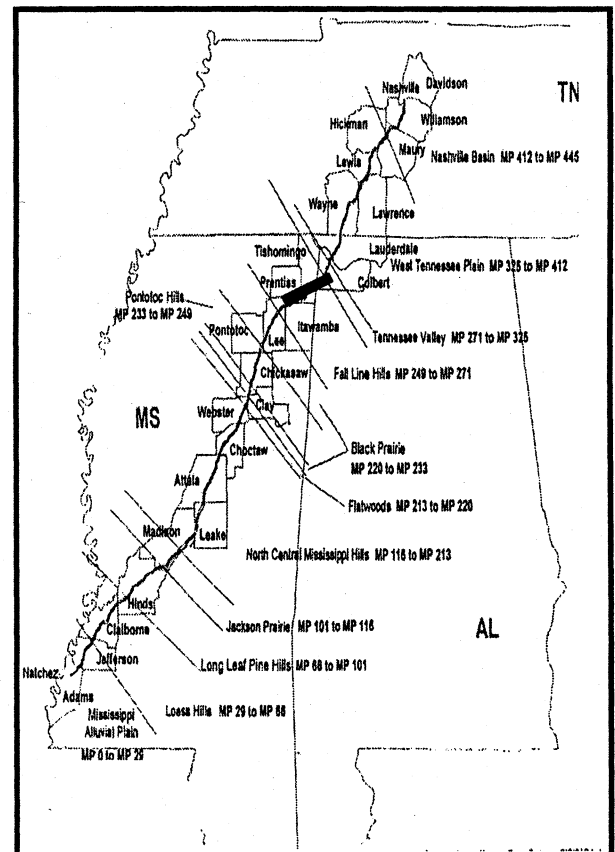 Davidson
Nashville
TN
Hickman
Williamson
Maury
Lewis
Nashville Basin MP 412 to MP 445
Wayne
Lawrence
Lauderdale
Tishomingo
West Tennessee Plain MP 325 to MP 412
Prentiss
Colbert
Pontotoc Hills
MP 233 to MP 249
Itawamba
Pontotoc
Lee
Tennessee Valley MP 271 to MP 325
Chickasaw
Fall Line Hills MP 249 to MP 271
MS
Webster
Clay
Choctaw
Black Prairie
MP 220 to MP 233
Attala
Flatwoods MP 213 to MP 220
Madison
Leake
North Central Mississippi Hills MP 116 to MP 213
Hinds
Jackson Prairie MP 101 to MP 116
AL
Claiborne
Jefferson
Long Leaf Pine Hills MP 68 to MP 101
Natchez
Adams
Mississippi
Alluvial Plain
Loess Hills MP 29 to MP 68
MP 0 to MP 29